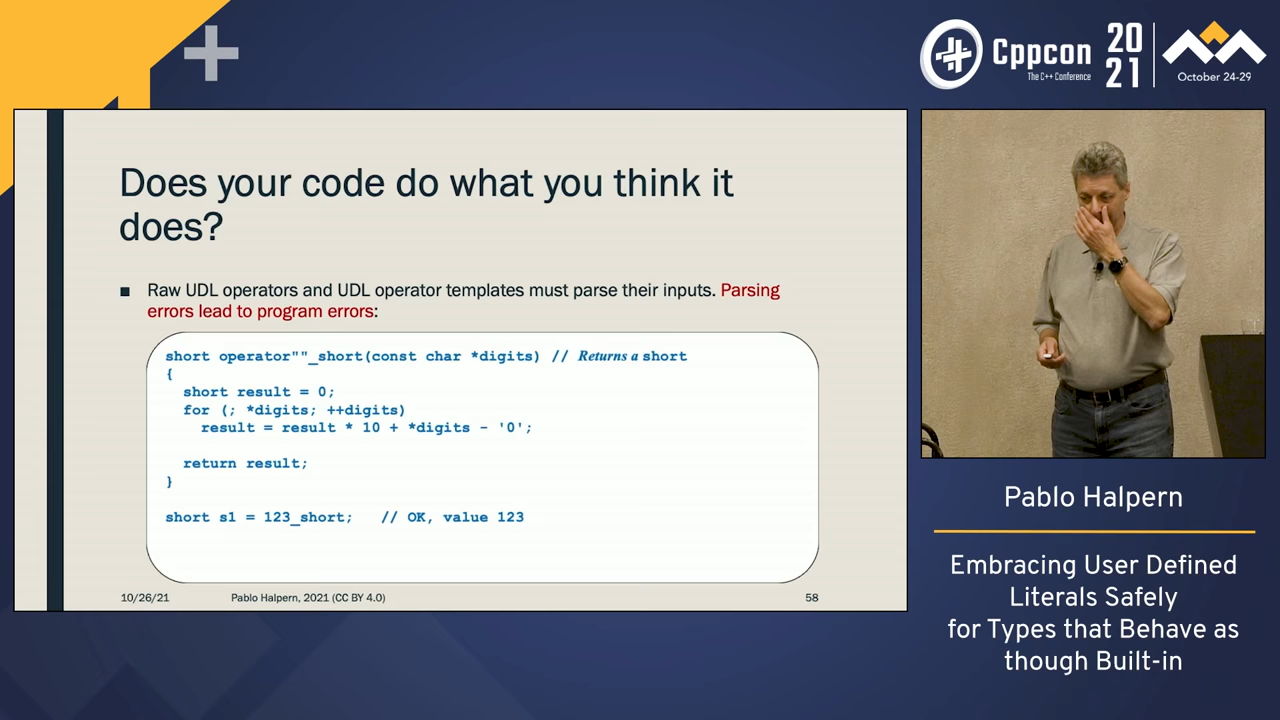 Cppcon
The C++ Conference
20
21
October 24-29
Does your code do what you think it
does?
■ Raw UDL operators and UDL operator templates must parse their inputs. Parsing
errors lead to program errors:
short operator""_short(const char *digits) // Returns a short
{
short result = 0;
for (; *digits; ++digits)
result = result * 10 + *digits - '0';
return result;
}
short s1 = 123_short; // OK, value 123
10/26/21
Pablo Halpern, 2021 (CC BY 4.0)
58
Pablo Halpern
Embracing User Defined
Literals Safely
for Types that Behave as
though Built-in